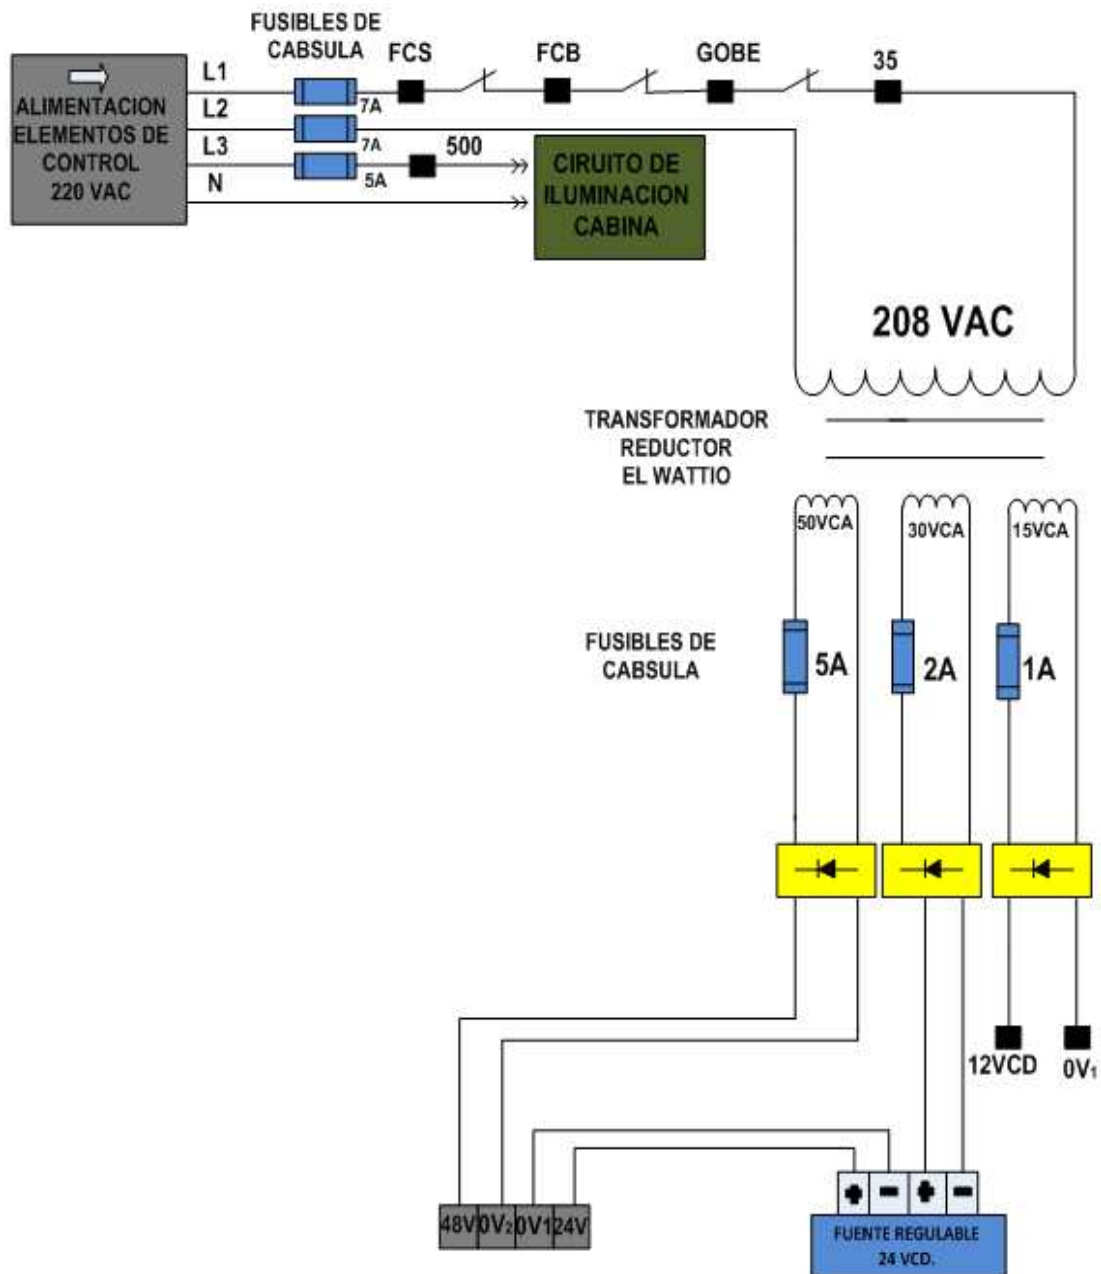 FUSIBLES DE
CABSULA
FCS
FCB
GOBE
35
L1
7A
L2
7A
L3
5A
500
N
ALIMENTACION
ELEMENTOS DE
CONTROL
220 VAC
CIRUITO DE
ILUMINACION
CABINA
208 VAC
TRANSFORMADOR
REDUCTOR
EL WATTIO
50VCA
30VCA
15VCA
FUSIBLES DE
CABSULA
5A
2A
1A
12VCD
0V₁
48V
0V₂
0V1
24V
+ - + -
FUENTE REGULABLE
24 VCD.